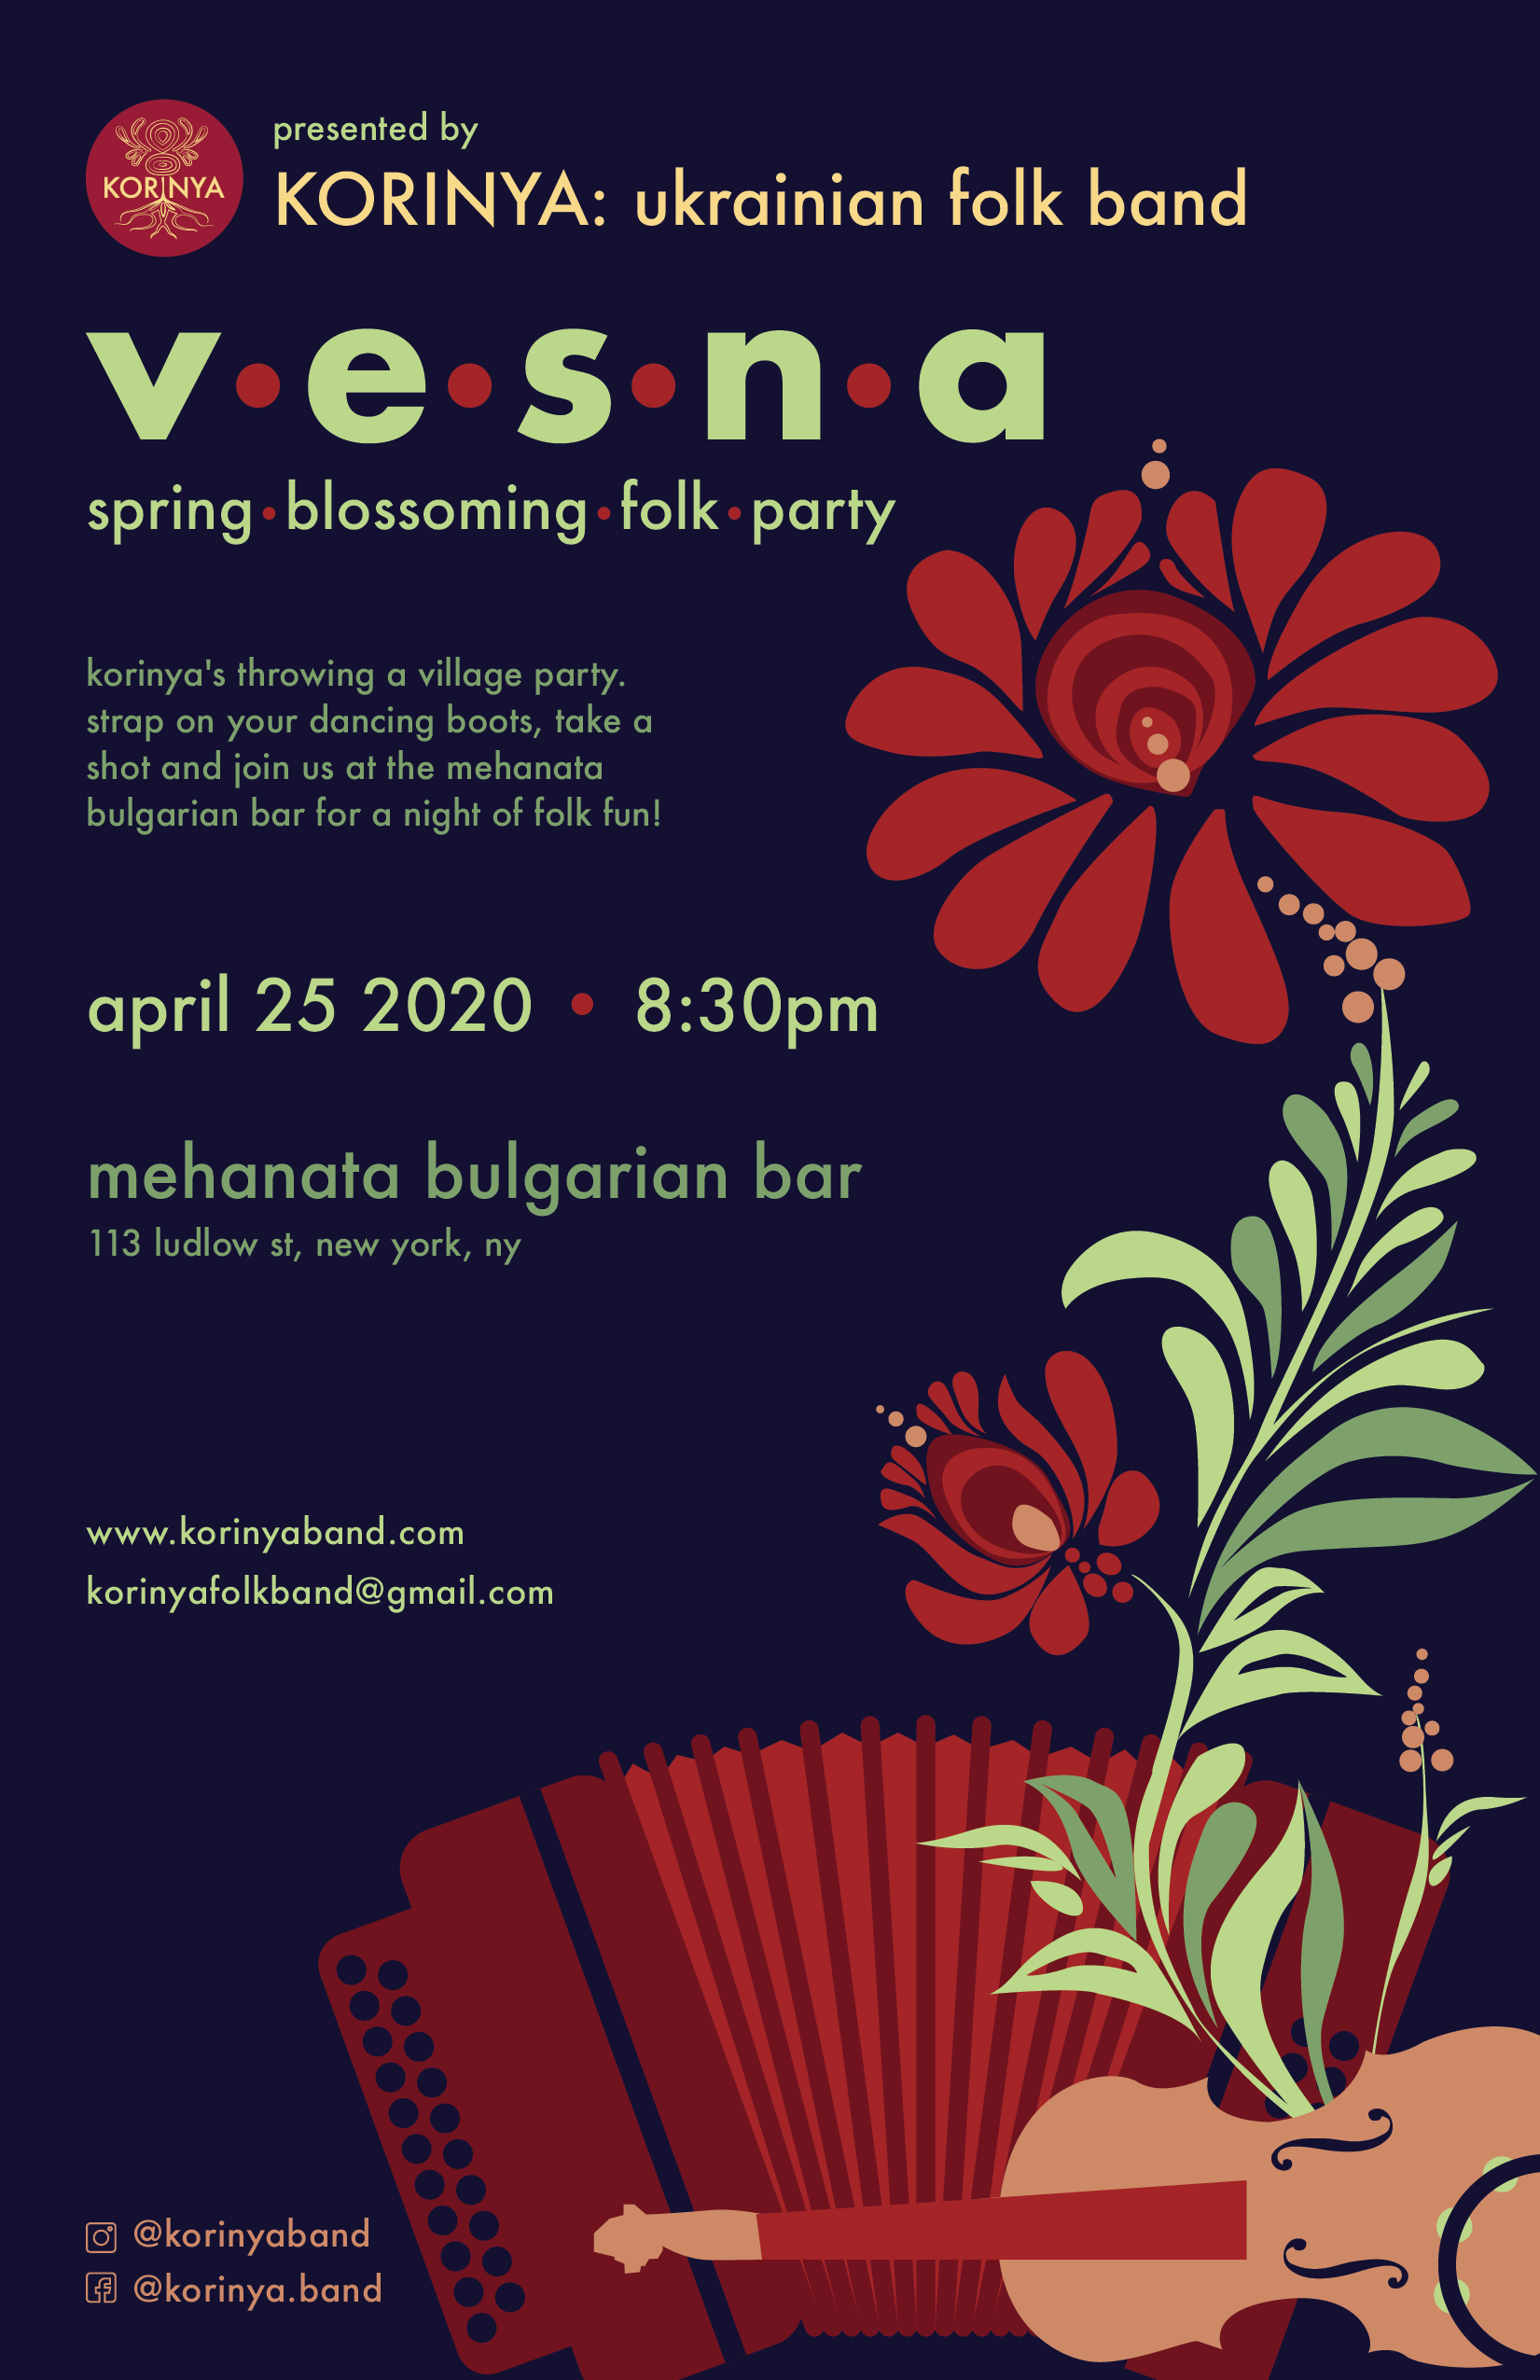 KORINYA
presented by
KORINYA: ukrainian folk band
v•e•s•n•a
spring•blossoming•folk•party
korinya's throwing a village party.
strap on your dancing boots, take a
shot and join us at the mehanata
bulgarian bar for a night of folk fun!
april 25 2020 • 8:30pm
mehanata bulgarian bar
113 ludlow st, new york, ny
www.korinyaband.com
korinyafolkband@gmail.com
@korinyaband
@korinya.band